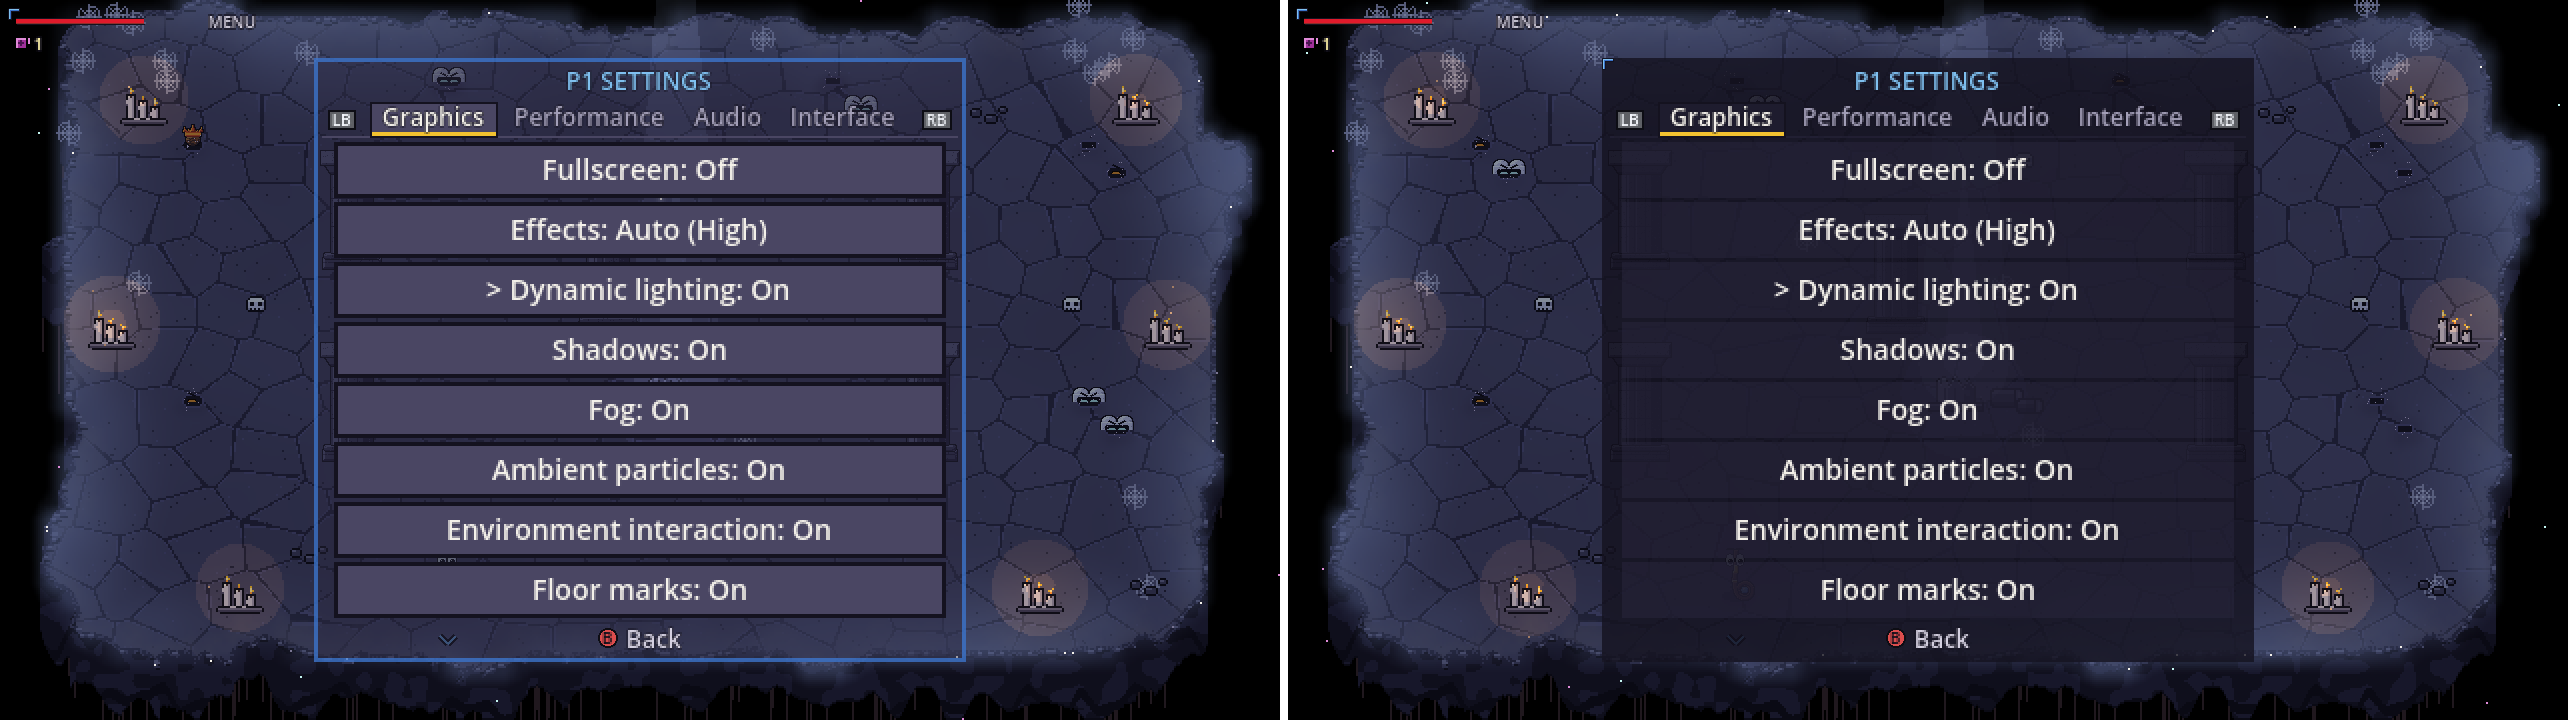 MENU
1
P1 SETTINGS
LB Graphics Performance Audio Interface RB
Fullscreen: Off
Effects: Auto (High)
> Dynamic lighting: On
Shadows: On
Fog: On
Ambient particles: On
Environment interaction: On
Floor marks: On
B Back
MENU
1
P1 SETTINGS
LB Graphics Performance Audio Interface RB
Fullscreen: Off
Effects: Auto (High)
> Dynamic lighting: On
Shadows: On
Fog: On
Ambient particles: On
Environment interaction: On
Floor marks: On
B Back